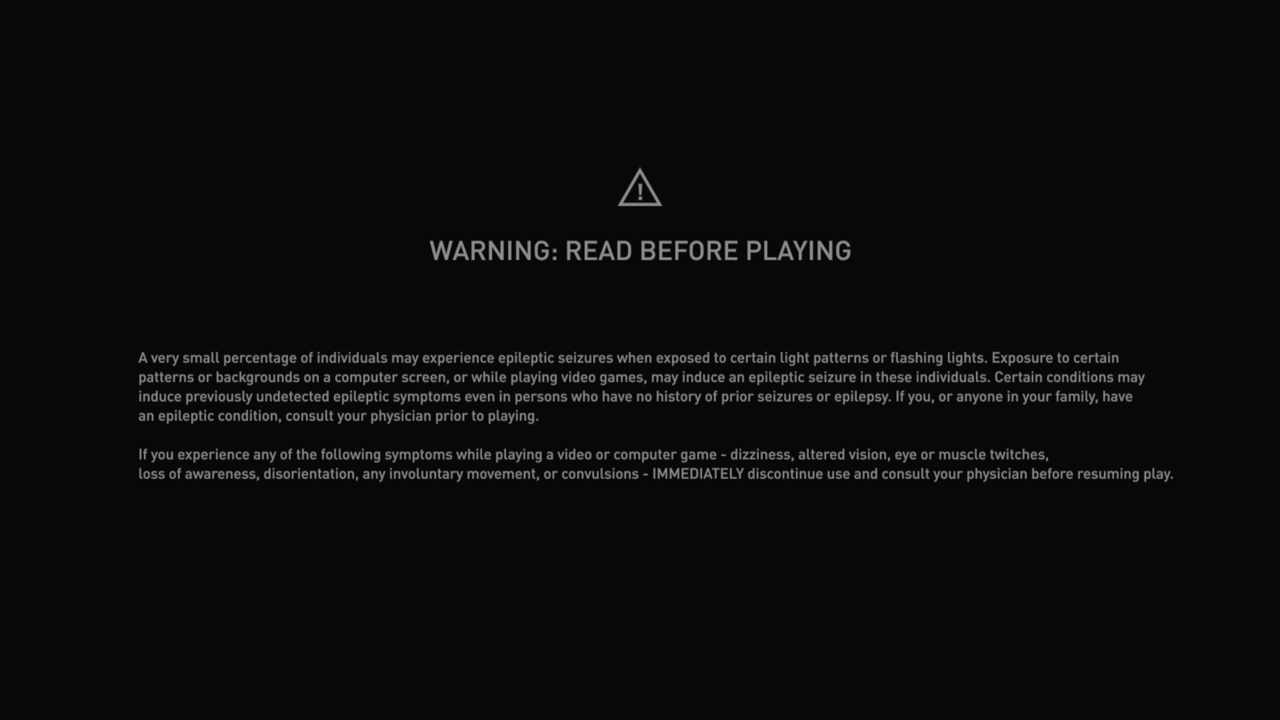 WARNING: READ BEFORE PLAYING
A very small percentage of individuals may experience epileptic seizures when exposed to certain light patterns or flashing lights. Exposure to certain
patterns or backgrounds on a computer screen, or while playing video games, may induce an epileptic seizure in these individuals. Certain conditions may
induce previously undetected epileptic symptoms even in persons who have no history of prior seizures or epilepsy. If you, or anyone in your family, have
an epileptic condition, consult your physician prior to playing.
If you experience any of the following symptoms while playing a video or computer game - dizziness, altered vision, eye or muscle twitches,
loss of awareness, disorientation, any involuntary movement, or convulsions - IMMEDIATELY discontinue use and consult your physician before resuming play.